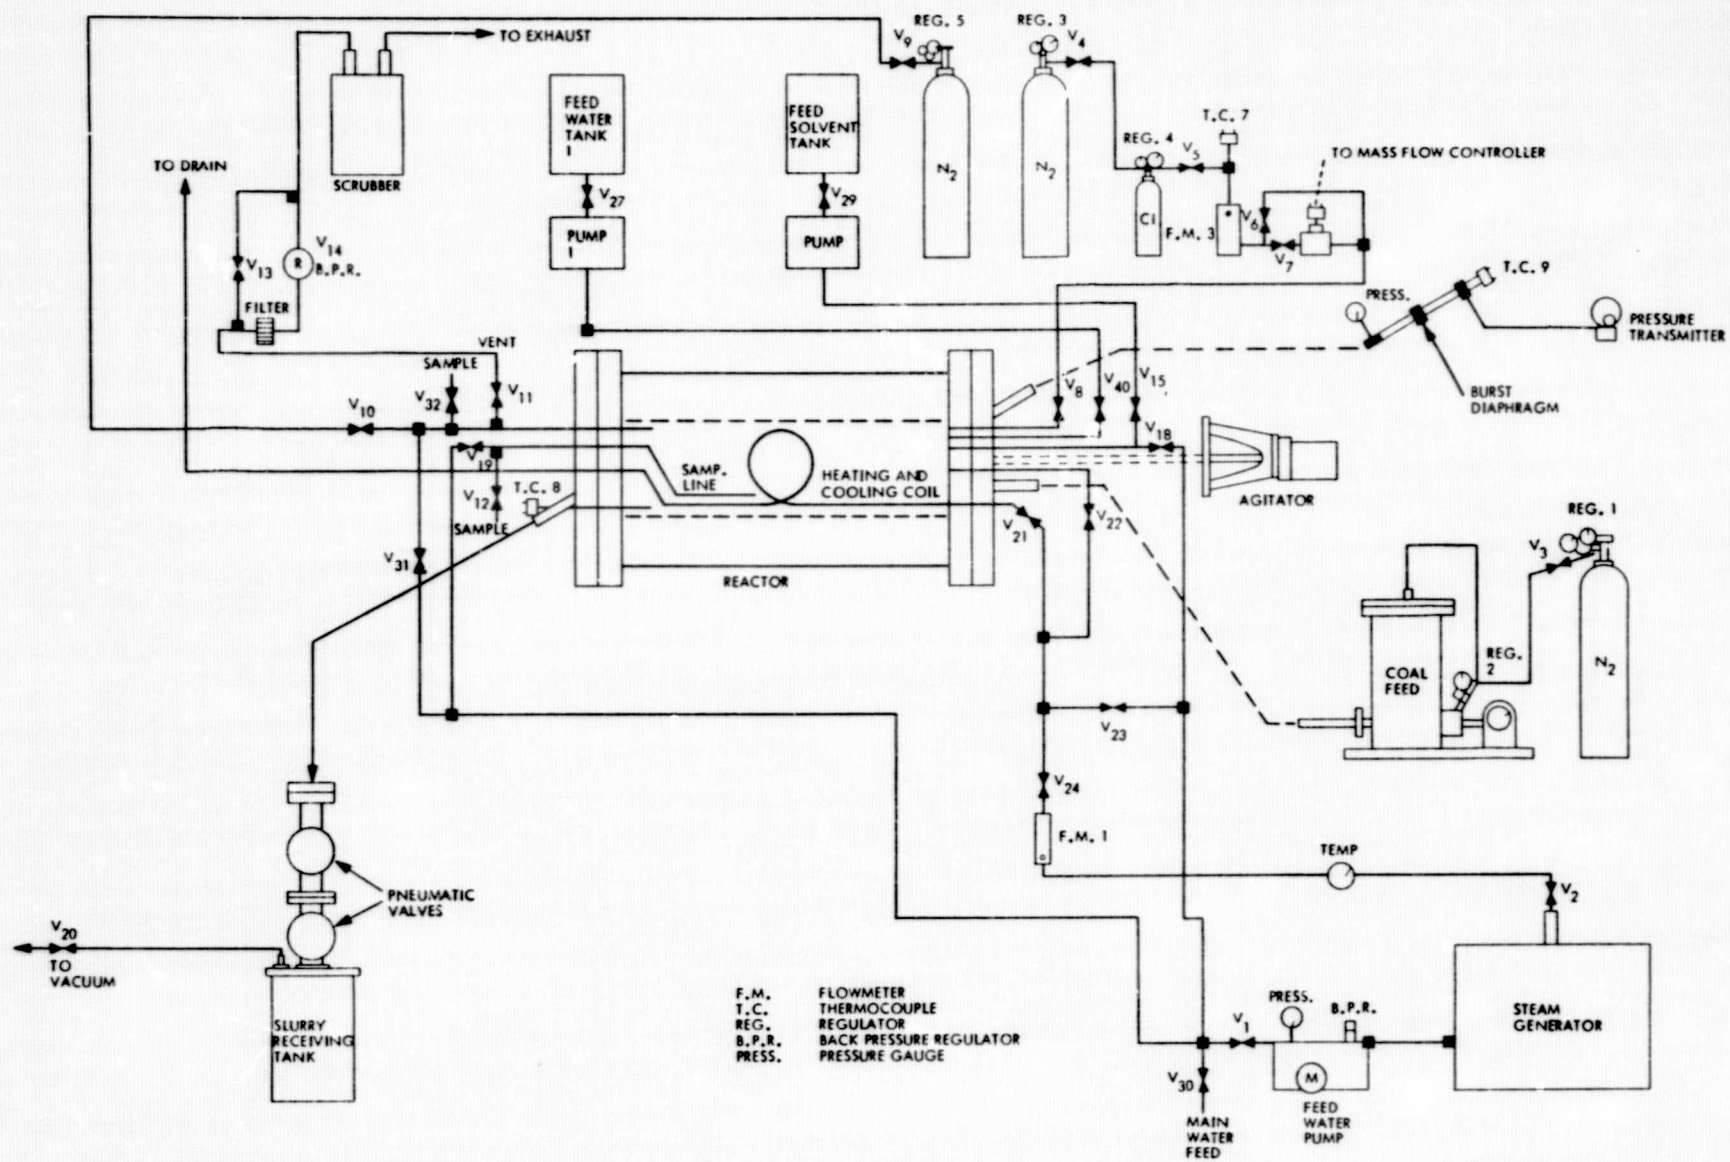 REG. 5
REG. 3
V9
V4
TO EXHAUST
FEED
WATER
TANK
1
FEED
SOLVENT
TANK
N2
N2
T.C. 7
REG. 4
V5
TO MASS FLOW CONTROLLER
TO DRAIN
SCRUBBER
V27
V29
Cl
F.M. 3
V6
V7
PUMP
1
PUMP
V14
B.P.R.
R
V13
FILTER
T.C. 9
PRESS.
PRESSURE
TRANSMITTER
VENT
SAMPLE
V11
V32
V10
V8
V40
V15
BURST
DIAPHRAGM
V18
V19
SAMP.
LINE
HEATING AND
COOLING COIL
AGITATOR
T.C. 8
V12
SAMPLE
V21
V22
REG. 1
V3
V31
REACTOR
COAL
FEED
REG.
2
N2
V23
V24
F.M. 1
TEMP
V2
PNEUMATIC
VALVES
V20
TO
VACUUM
SLURRY
RECEIVING
TANK
F.M. FLOWMETER
T.C. THERMOCOUPLE
REG. REGULATOR
B.P.R. BACK PRESSURE REGULATOR
PRESS. PRESSURE GAUGE
PRESS.
B.P.R.
V1
STEAM
GENERATOR
M
V30
MAIN
WATER
FEED
FEED
WATER
PUMP